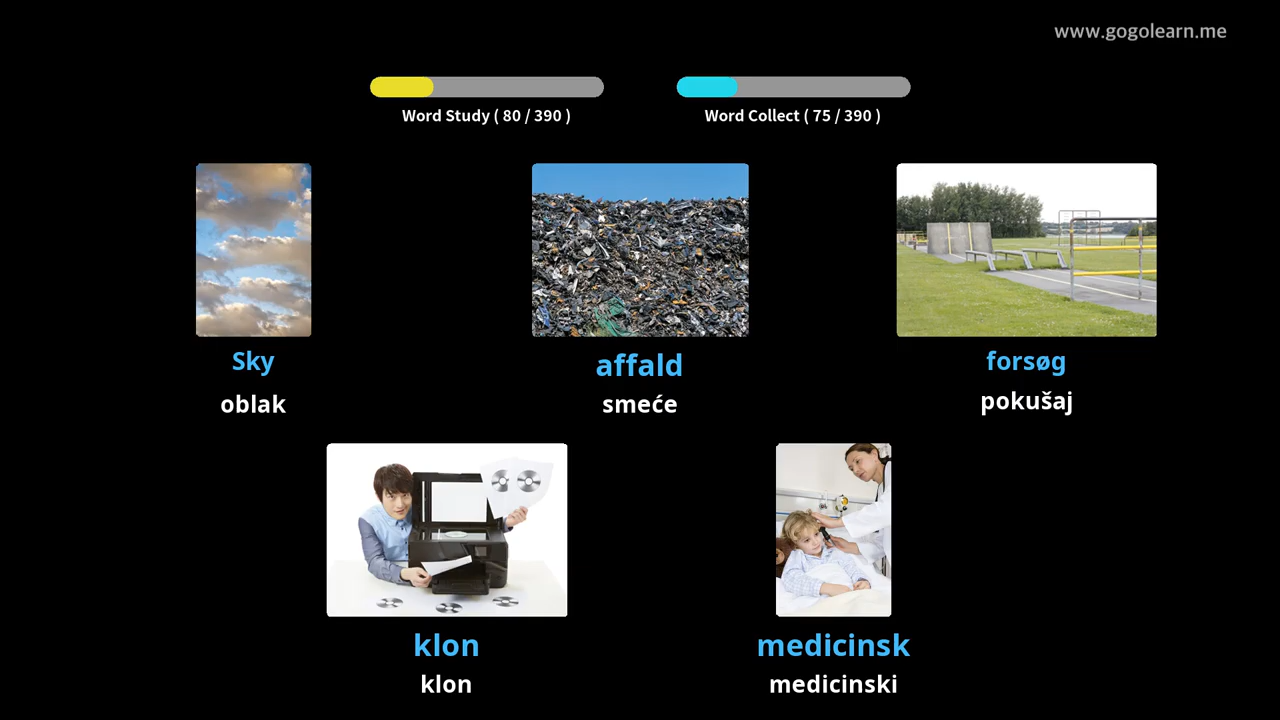 www.gogolearn.me
Word Study ( 80 / 390 )
Word Collect ( 75 / 390 )
Sky
affald
forsøg
oblak
smeće
pokušaj
klon
medicinsk
klon
medicinski